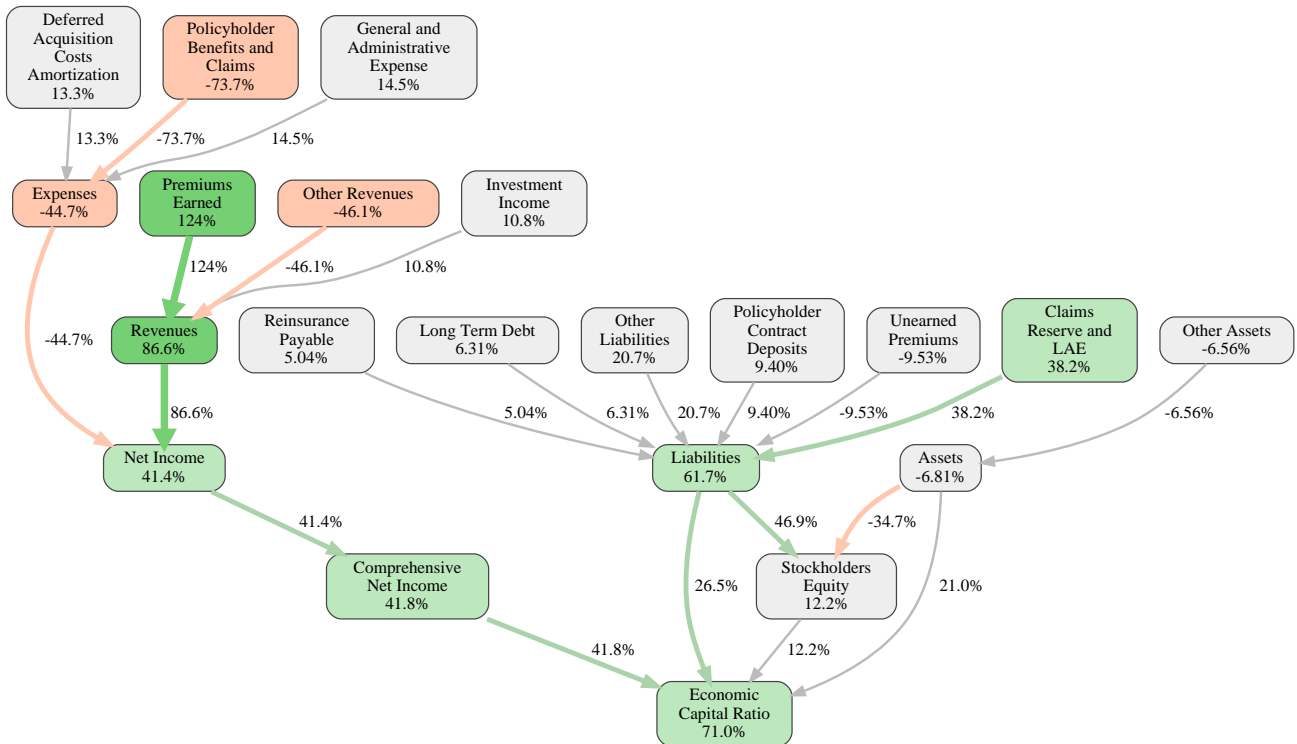 Deferred
Acquisition
Costs
Amortization
13.3%
Policyholder
Benefits and
Claims
-73.7%
General and
Administrative
Expense
14.5%
13.3%
-73.7%
14.5%
Expenses
-44.7%
Premiums
Earned
124%
Other Revenues
-46.1%
Investment
Income
10.8%
124%
-46.1%
10.8%
-44.7%
Revenues
86.6%
Reinsurance
Payable
5.04%
Long Term Debt
6.31%
Other
Liabilities
20.7%
Policyholder
Contract
Deposits
9.40%
Unearned
Premiums
-9.53%
Claims
Reserve and
LAE
38.2%
Other Assets
-6.56%
86.6%
5.04%
6.31%
20.7%
9.40%
-9.53%
38.2%
-6.56%
Net Income
41.4%
Liabilities
61.7%
Assets
-6.81%
41.4%
46.9%
-34.7%
Comprehensive
Net Income
41.8%
26.5%
Stockholders
Equity
12.2%
21.0%
41.8%
12.2%
Economic
Capital Ratio
71.0%